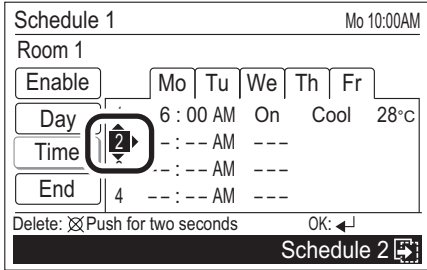 Schedule 1 Mo 10:00AM
Room 1
Enable Mo Tu We Th Fr
Day 6 : 00 AM On Cool 28°C
Time 2 – : – – AM – – –
– – : – – AM – – –
End 4 – – : – – AM – – –
Delete: Push for two seconds OK:
Schedule 2